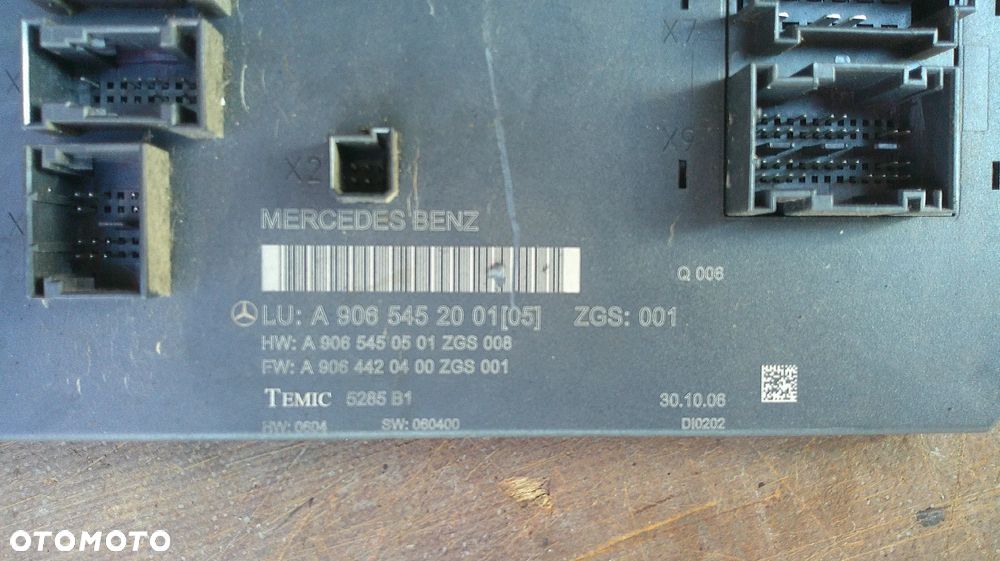 X7
X9
X2
X
X
MERCEDES BENZ
Q 006
LU: A 906 545 20 01[05] ZGS: 001
HW: A 906 545 05 01 ZGS 008
FW: A 906 442 04 00 ZGS 001
TEMIC 5285 B1 30.10.06
HW: 0604 SW: 060400 DI0202
OTOMOTO